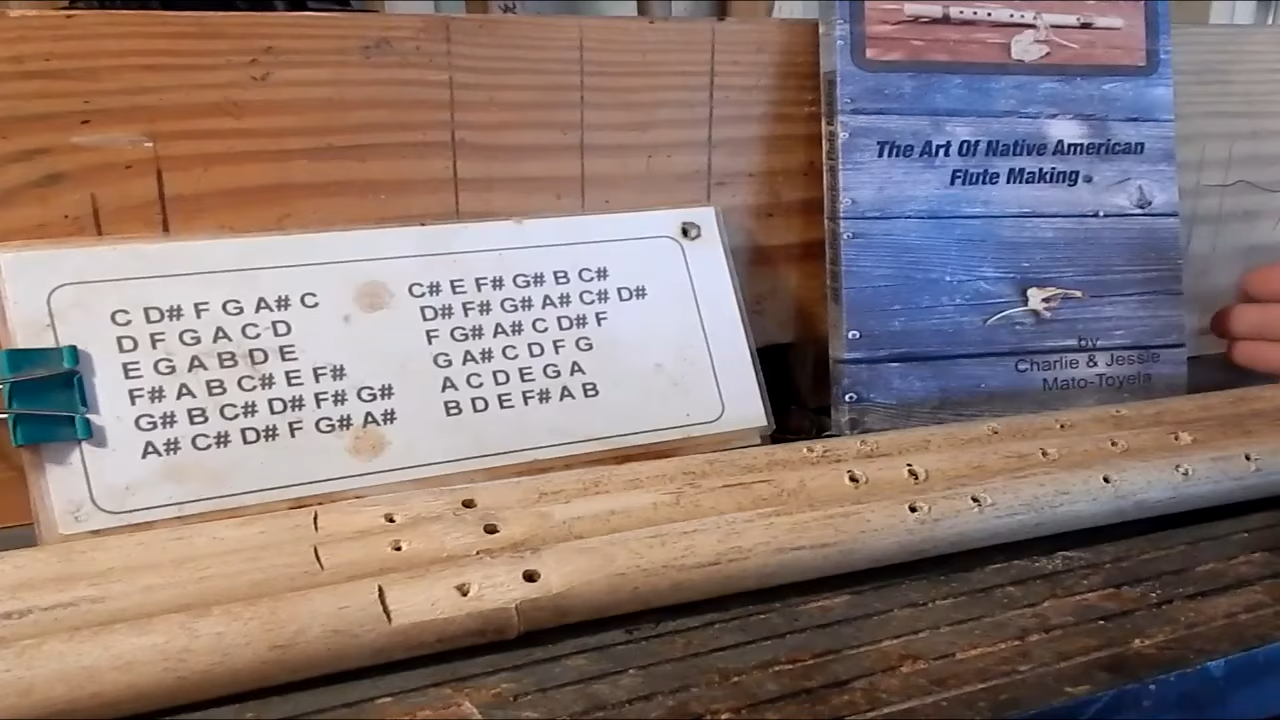 C D# F G A# C
D F G A C D
E G A B D E
F# A B C# E F#
G# B C# D# F# G#
A# C# D# F G# A#
C# E F# G# B C#
D# F# G# A# C# D#
F G# A# C D# F
G A# C D F G
A C D E G A
B D E F# A B
The Art Of Native American
Flute Making
by
Charlie & Jessie
Mato-Toyela